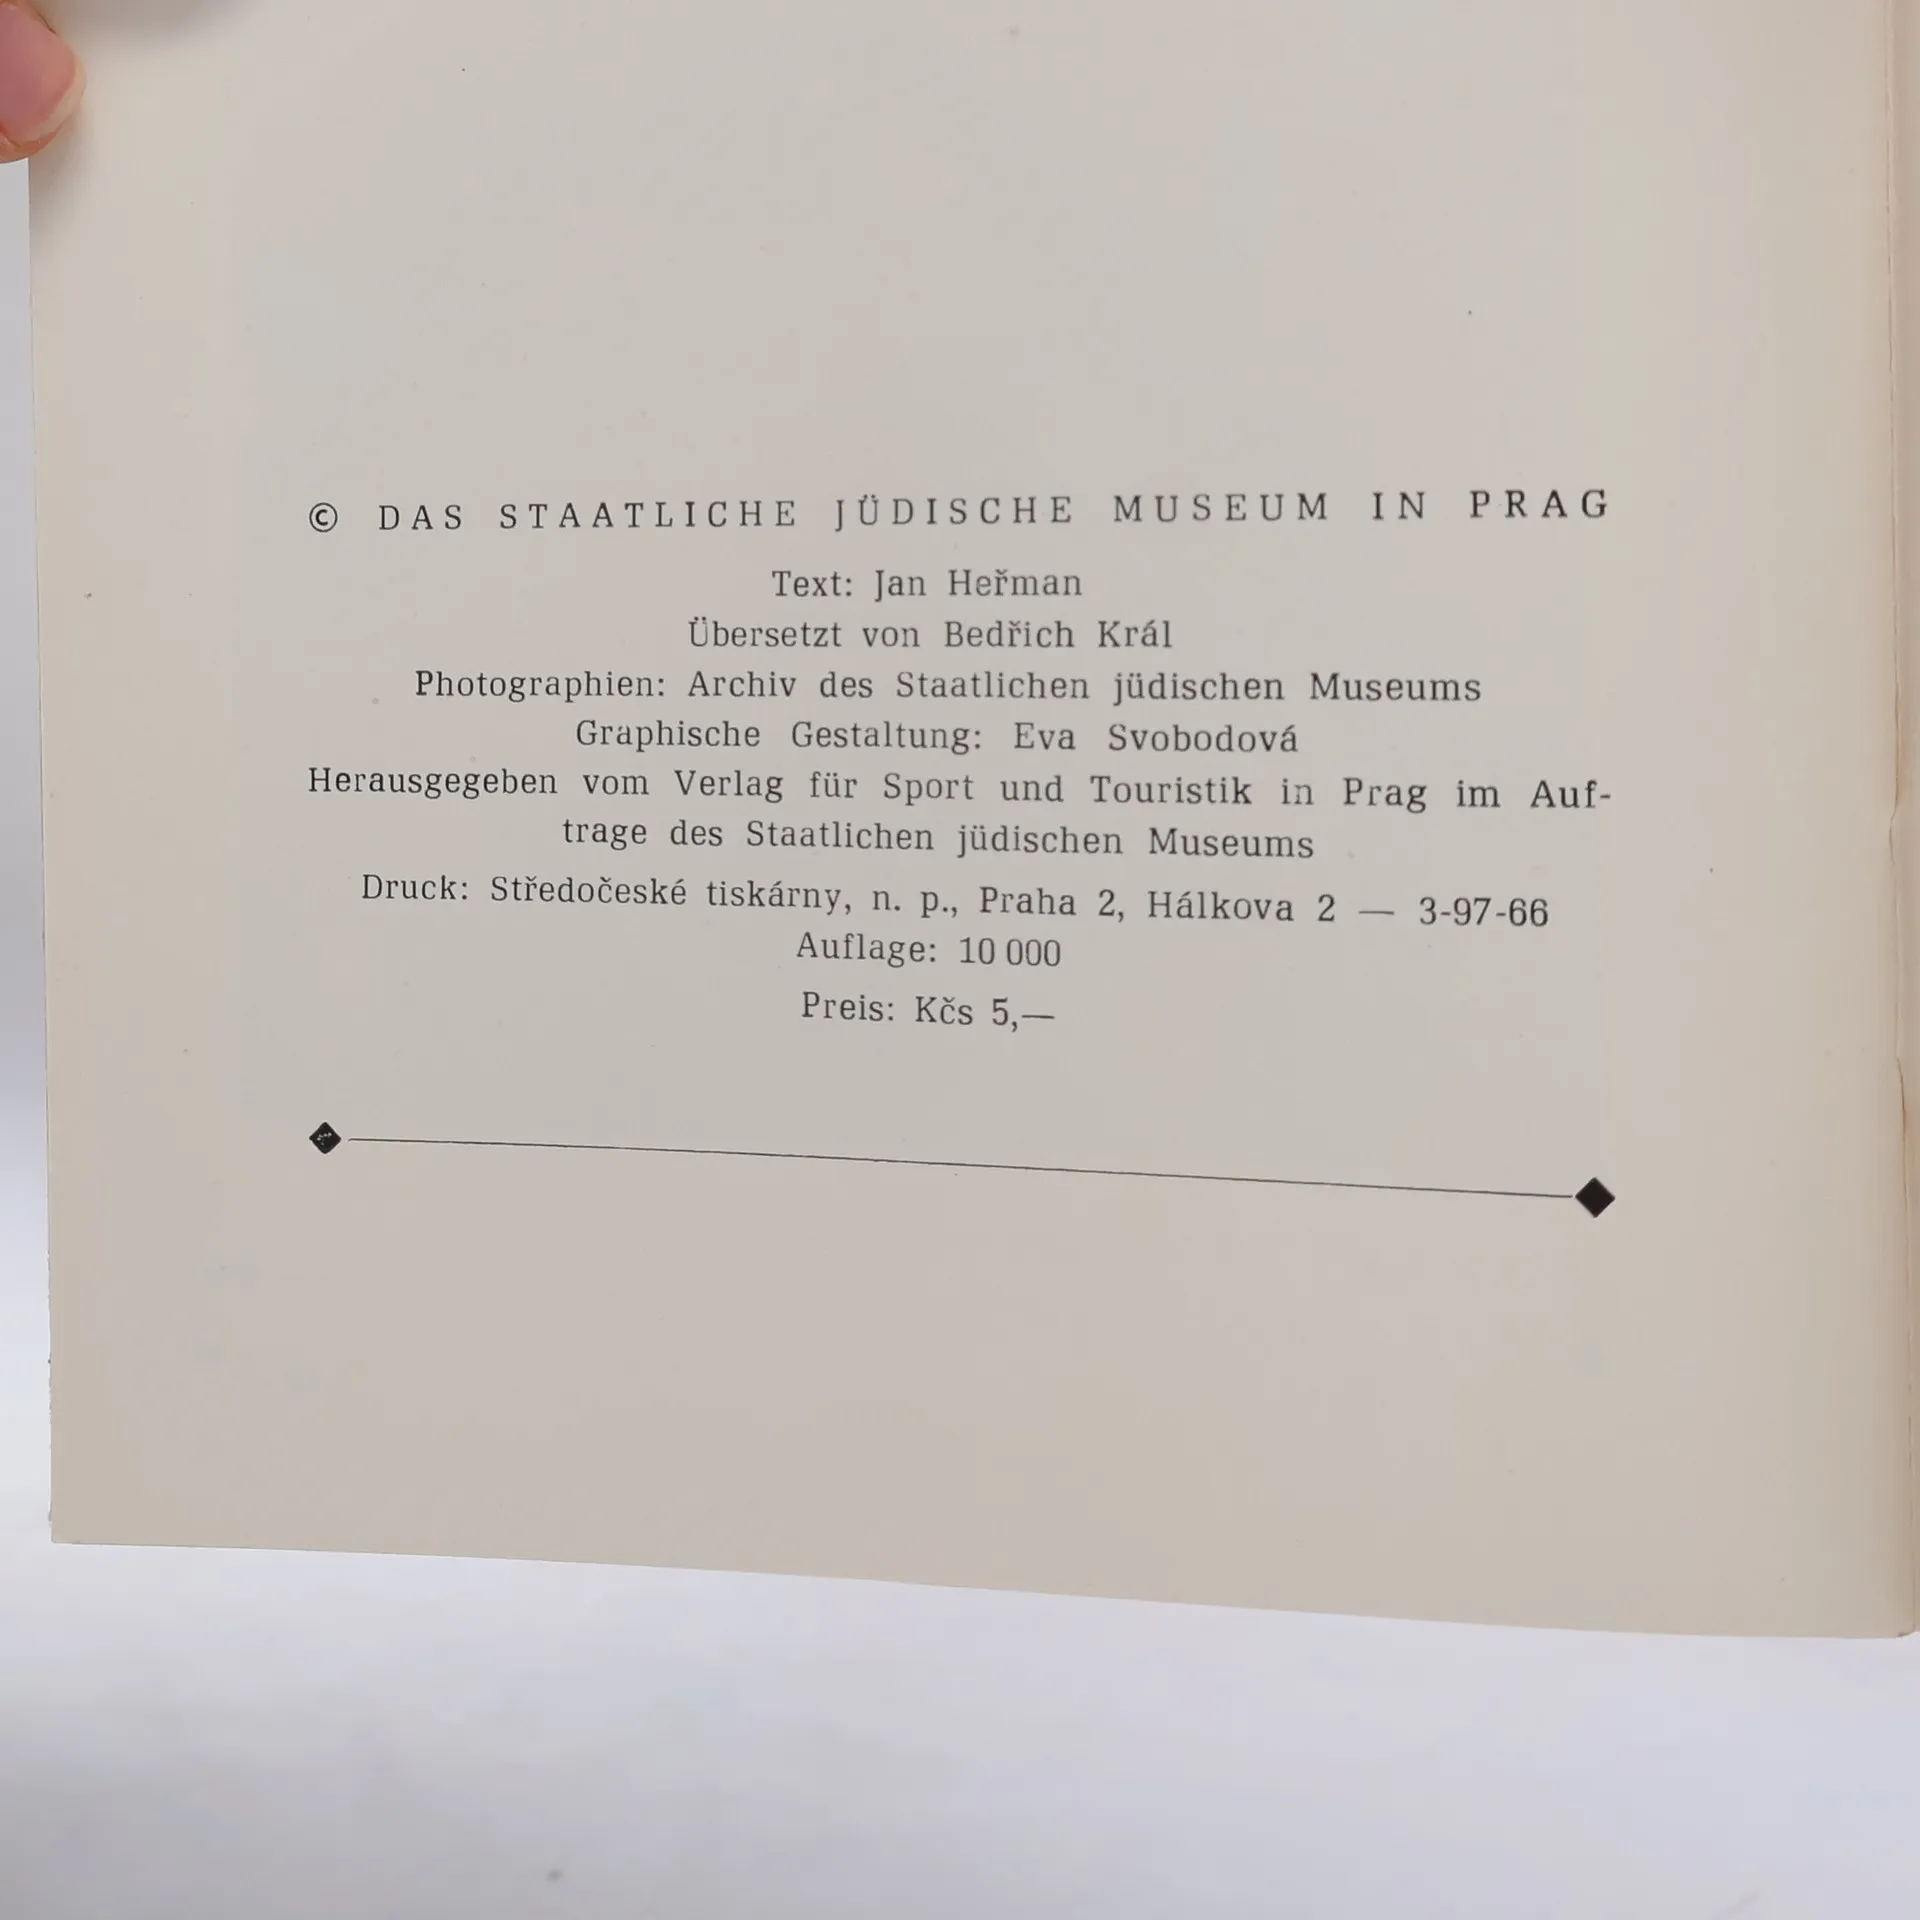 © DAS STAATLICHE JÜDISCHE MUSEUM IN PRAG
Text: Jan Heřman
Übersetzt von Bedřich Král
Photographien: Archiv des Staatlichen jüdischen Museums
Graphische Gestaltung: Eva Svobodová
Herausgegeben vom Verlag für Sport und Touristik in Prag im Auf-
trage des Staatlichen jüdischen Museums
Druck: Středočeské tiskárny, n. p., Praha 2, Hálkova 2 — 3-97-66
Auflage: 10 000
Preis: Kčs 5,—